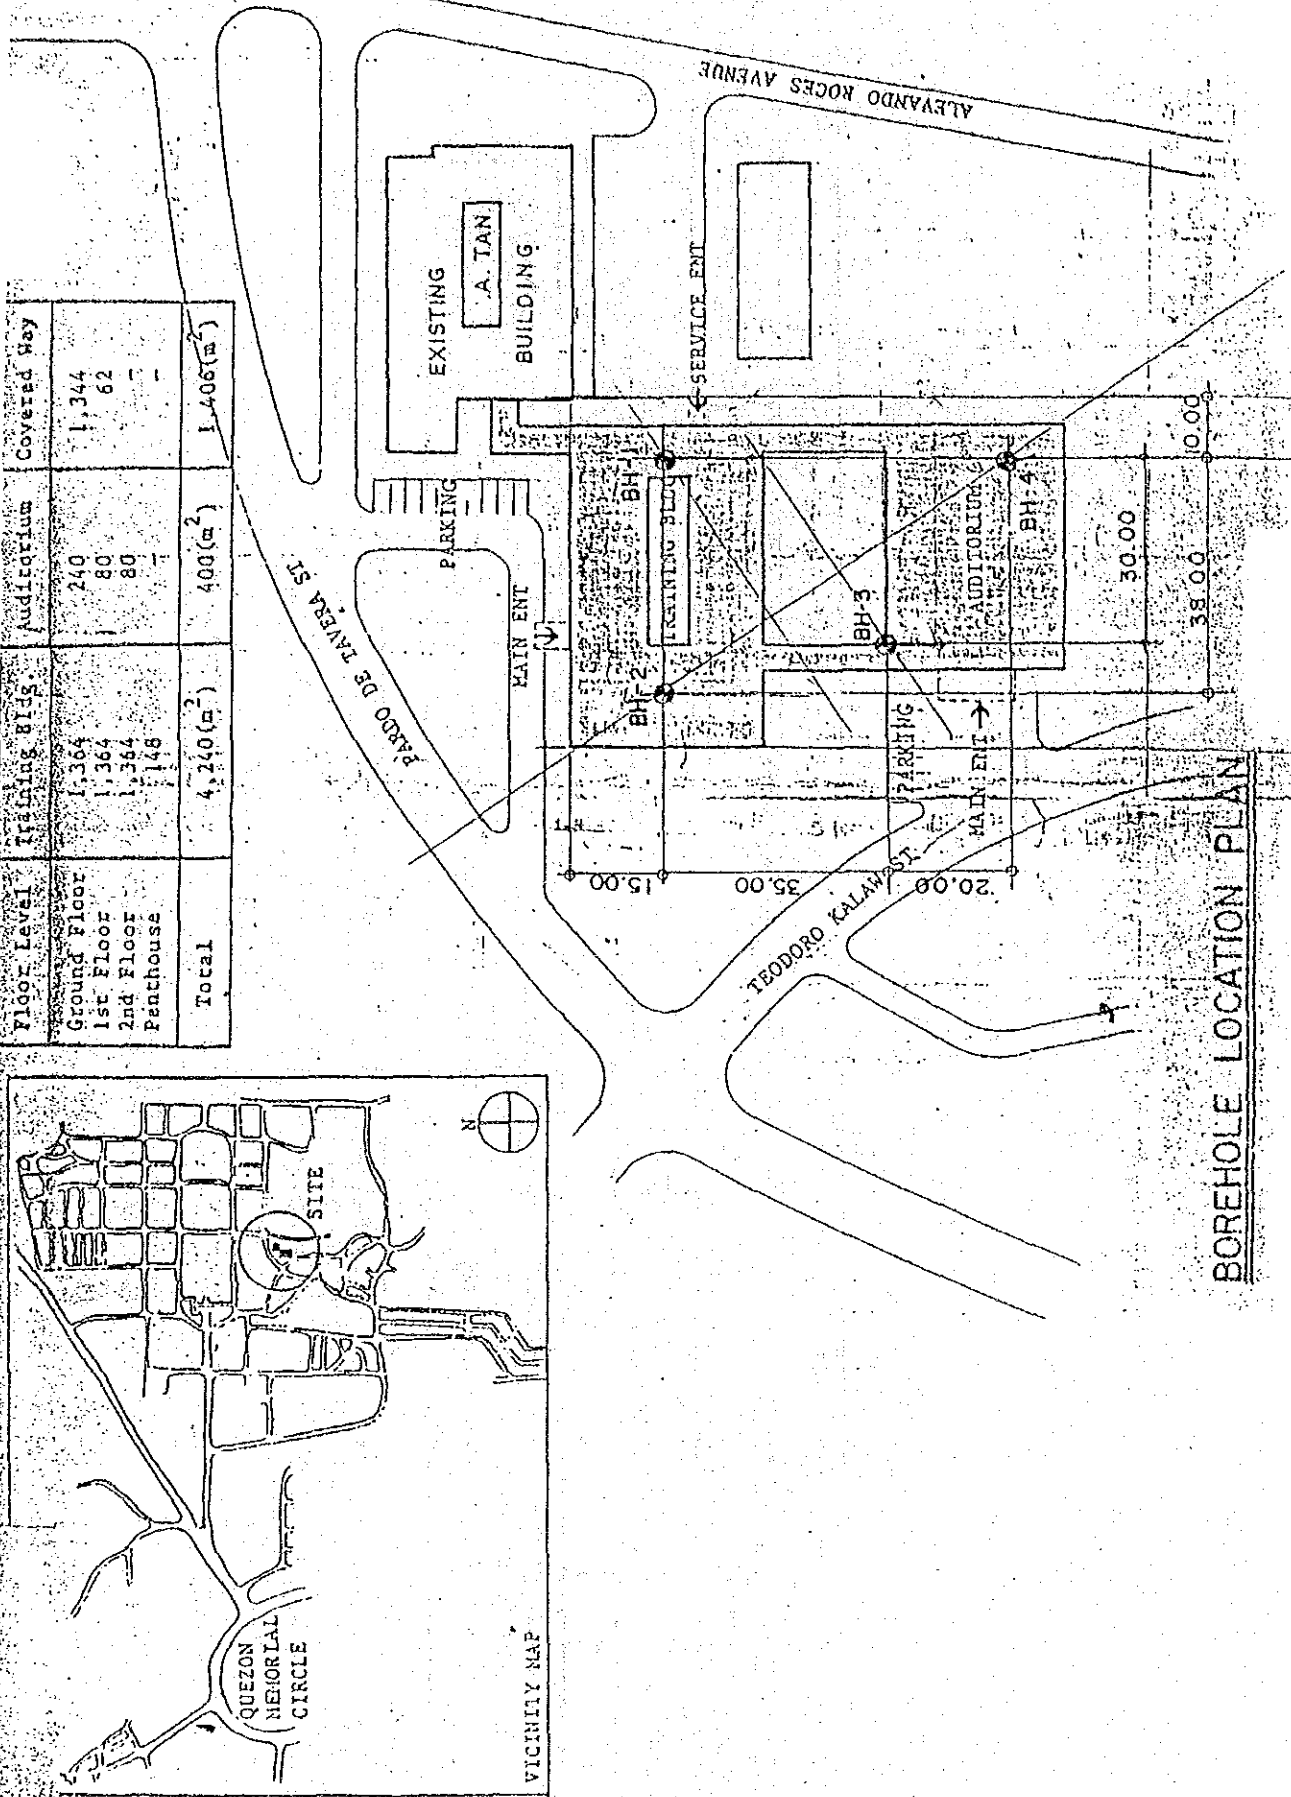 Floor Level Training Bldg. Auditorium Covered Way
Ground Floor 1,364 240 1,344
1st Floor 1,364 80 62
2nd Floor 1,364 80 -
Penthouse 148 - -
Total 4,240(m²) 400(m²) 1,406(m²)
QUEZON
MEMORIAL
CIRCLE
SITE
N
VICINITY MAP
PARDO DE TAVERA ST
ALEVANDO ROCES AVENUE
EXISTING
A. TAN
BUILDING
PARKING
MAIN ENT
SERVICE ENT
BH-2
BH-1
TRAINING BLDG
BH-3
AUDITORIUM
BH-4
PARKING
MAIN ENT
TEODORO KALAW ST.
15.00
35.00
20.00
30.00
38.00
10.00
BOREHOLE LOCATION PLAN